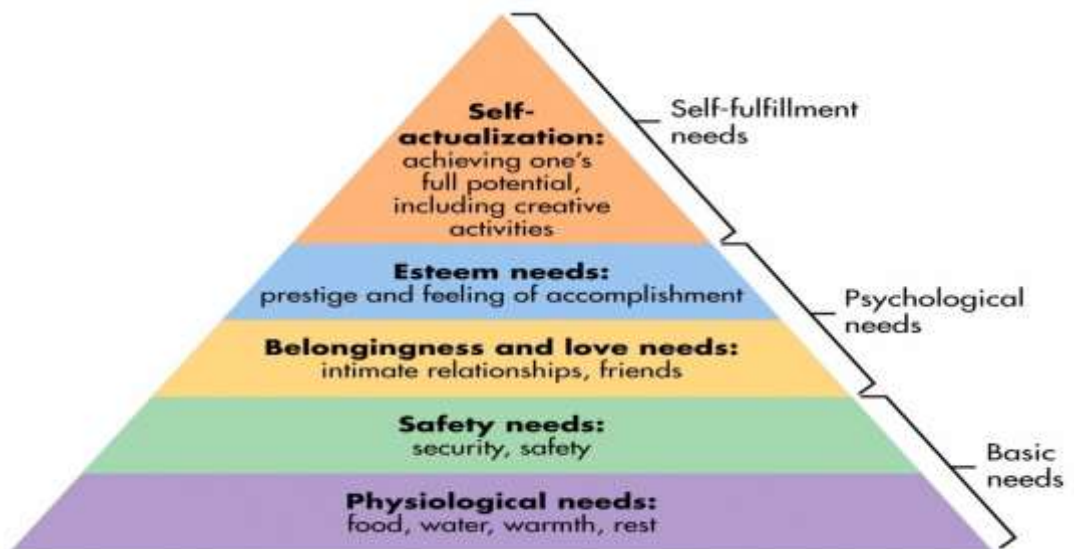 Self-
actualization:
achieving one's
full potential,
including creative
activities
Self-fulfillment
needs
Esteem needs:
prestige and feeling of accomplishment
Psychological
needs
Belongingness and love needs:
intimate relationships, friends
Safety needs:
security, safety
Basic
needs
Physiological needs:
food, water, warmth, rest